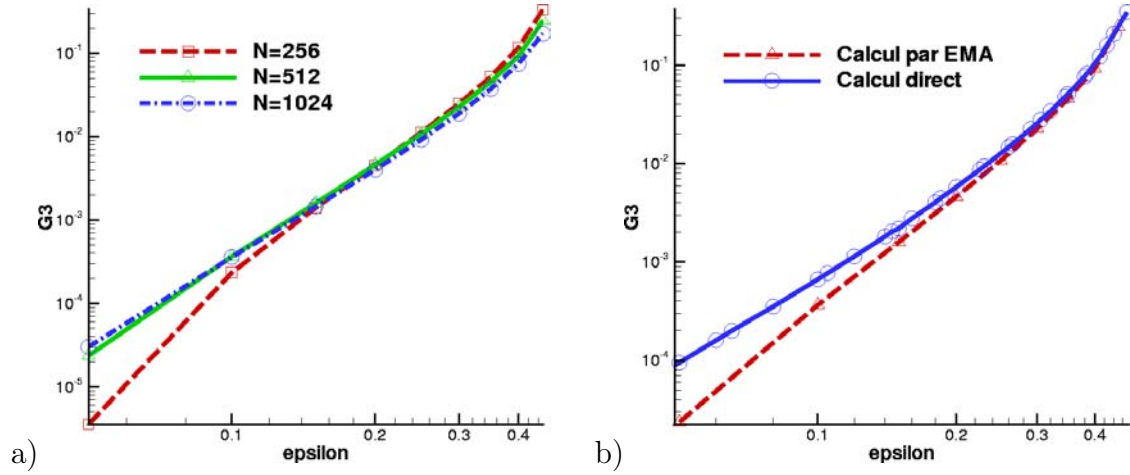 10⁻¹
10⁻²
10⁻³
10⁻⁴
10⁻⁵
G3
N=256
N=512
N=1024
0.1 0.2 0.3 0.4
epsilon
a)
10⁻¹
10⁻²
10⁻³
10⁻⁴
G3
Calcul par EMA
Calcul direct
0.1 0.2 0.3 0.4
epsilon
b)